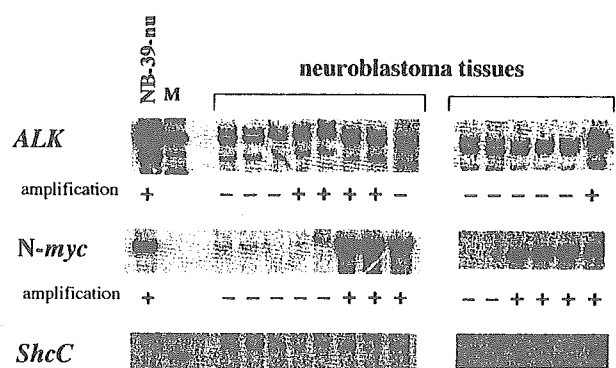 NB-39-nu
M
neuroblastoma tissues
ALK
amplification + − − − + + + + − − − − − − +
N-myc
amplification + − − − − − + + + − − + + + +
ShcC